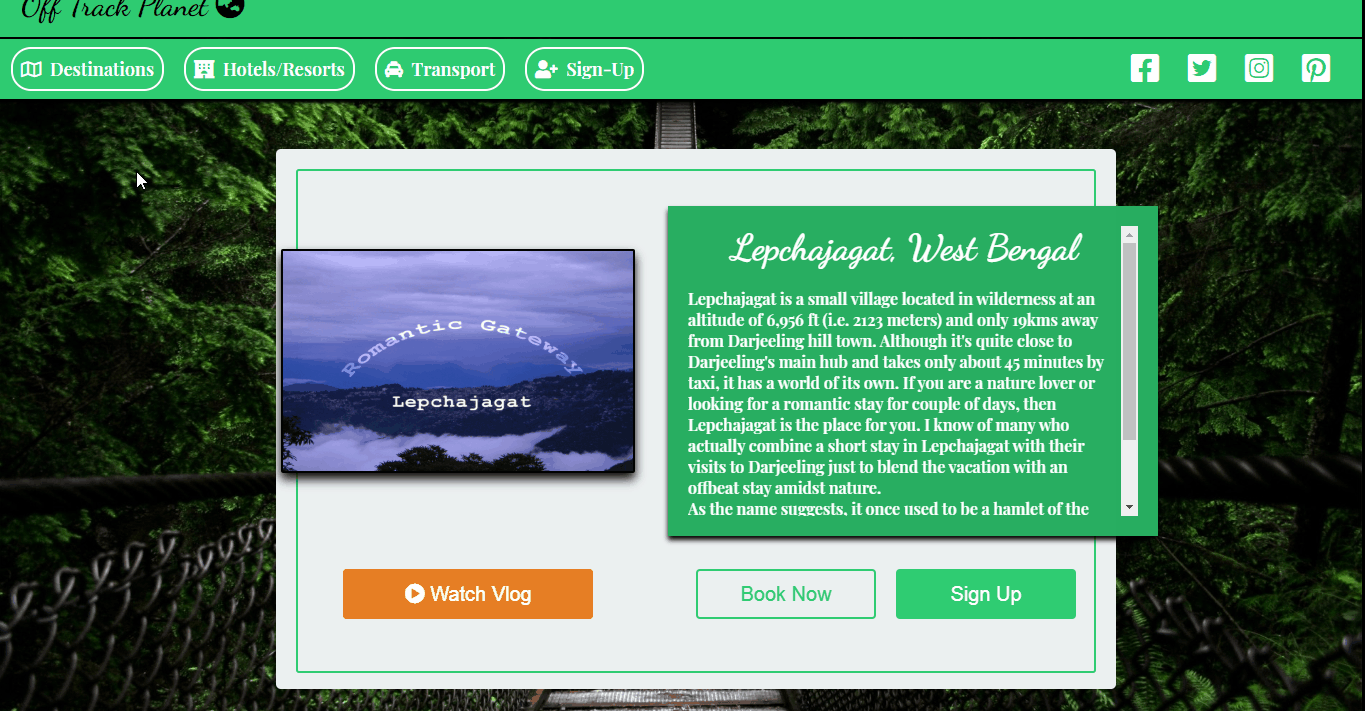 Off Track Planet
Destinations
Hotels/Resorts
Transport
Sign-Up
Romantic Gateway
Lepchajagat
Lepchajagat, West Bengal
Lepchajagat is a small village located in wilderness at an
altitude of 6,956 ft (i.e. 2123 meters) and only 19kms away
from Darjeeling hill town. Although it's quite close to
Darjeeling's main hub and takes only about 45 minutes by
taxi, it has a world of its own. If you are a nature lover or
looking for a romantic stay for couple of days, then
Lepchajagat is the place for you. I know of many who
actually combine a short stay in Lepchajagat with their
visits to Darjeeling just to blend the vacation with an
offbeat stay amidst nature.
As the name suggests, it once used to be a hamlet of the
Watch Vlog
Book Now
Sign Up